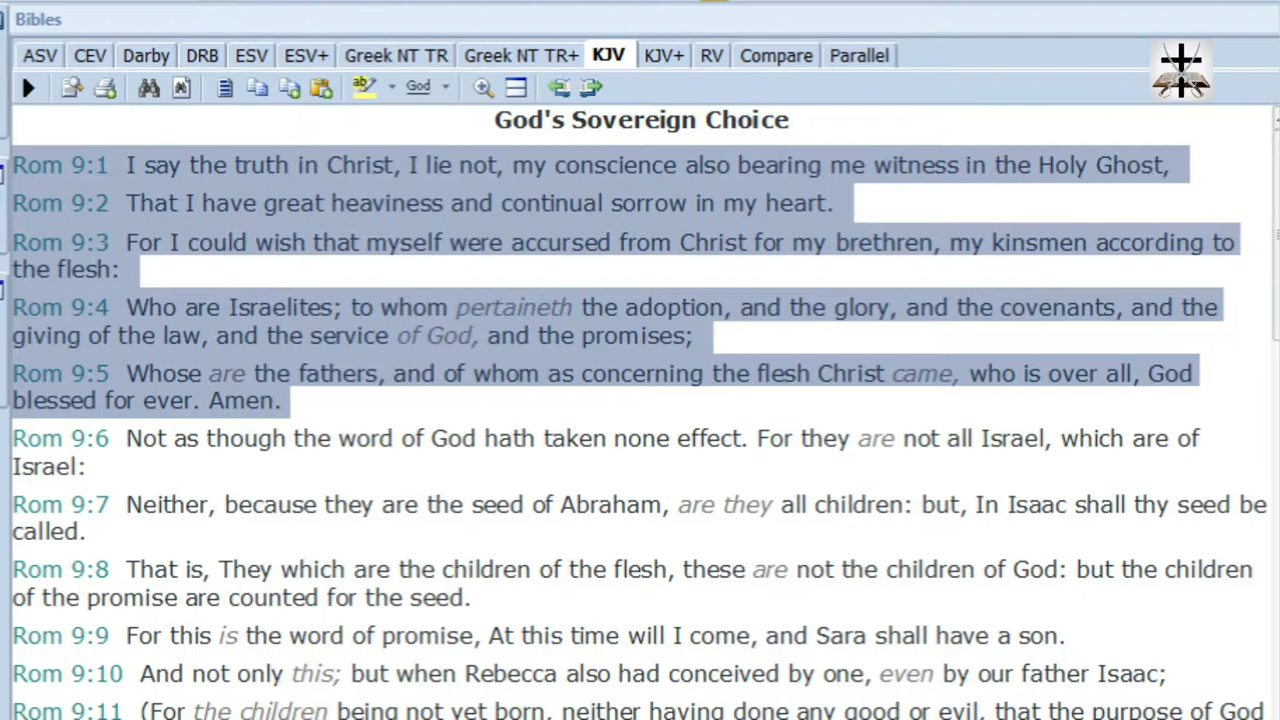 Bibles
ASV CEV Darby DRB ESV ESV+ Greek NT TR Greek NT TR+ KJV KJV+ RV Compare Parallel
ab God
God's Sovereign Choice
Rom 9:1 I say the truth in Christ, I lie not, my conscience also bearing me witness in the Holy Ghost,
Rom 9:2 That I have great heaviness and continual sorrow in my heart.
Rom 9:3 For I could wish that myself were accursed from Christ for my brethren, my kinsmen according to
the flesh:
Rom 9:4 Who are Israelites; to whom pertaineth the adoption, and the glory, and the covenants, and the
giving of the law, and the service of God, and the promises;
Rom 9:5 Whose are the fathers, and of whom as concerning the flesh Christ came, who is over all, God
blessed for ever. Amen.
Rom 9:6 Not as though the word of God hath taken none effect. For they are not all Israel, which are of
Israel:
Rom 9:7 Neither, because they are the seed of Abraham, are they all children: but, In Isaac shall thy seed be
called.
Rom 9:8 That is, They which are the children of the flesh, these are not the children of God: but the children
of the promise are counted for the seed.
Rom 9:9 For this is the word of promise, At this time will I come, and Sara shall have a son.
Rom 9:10 And not only this; but when Rebecca also had conceived by one, even by our father Isaac;
Rom 9:11 (For the children being not yet born, neither having done any good or evil, that the purpose of God